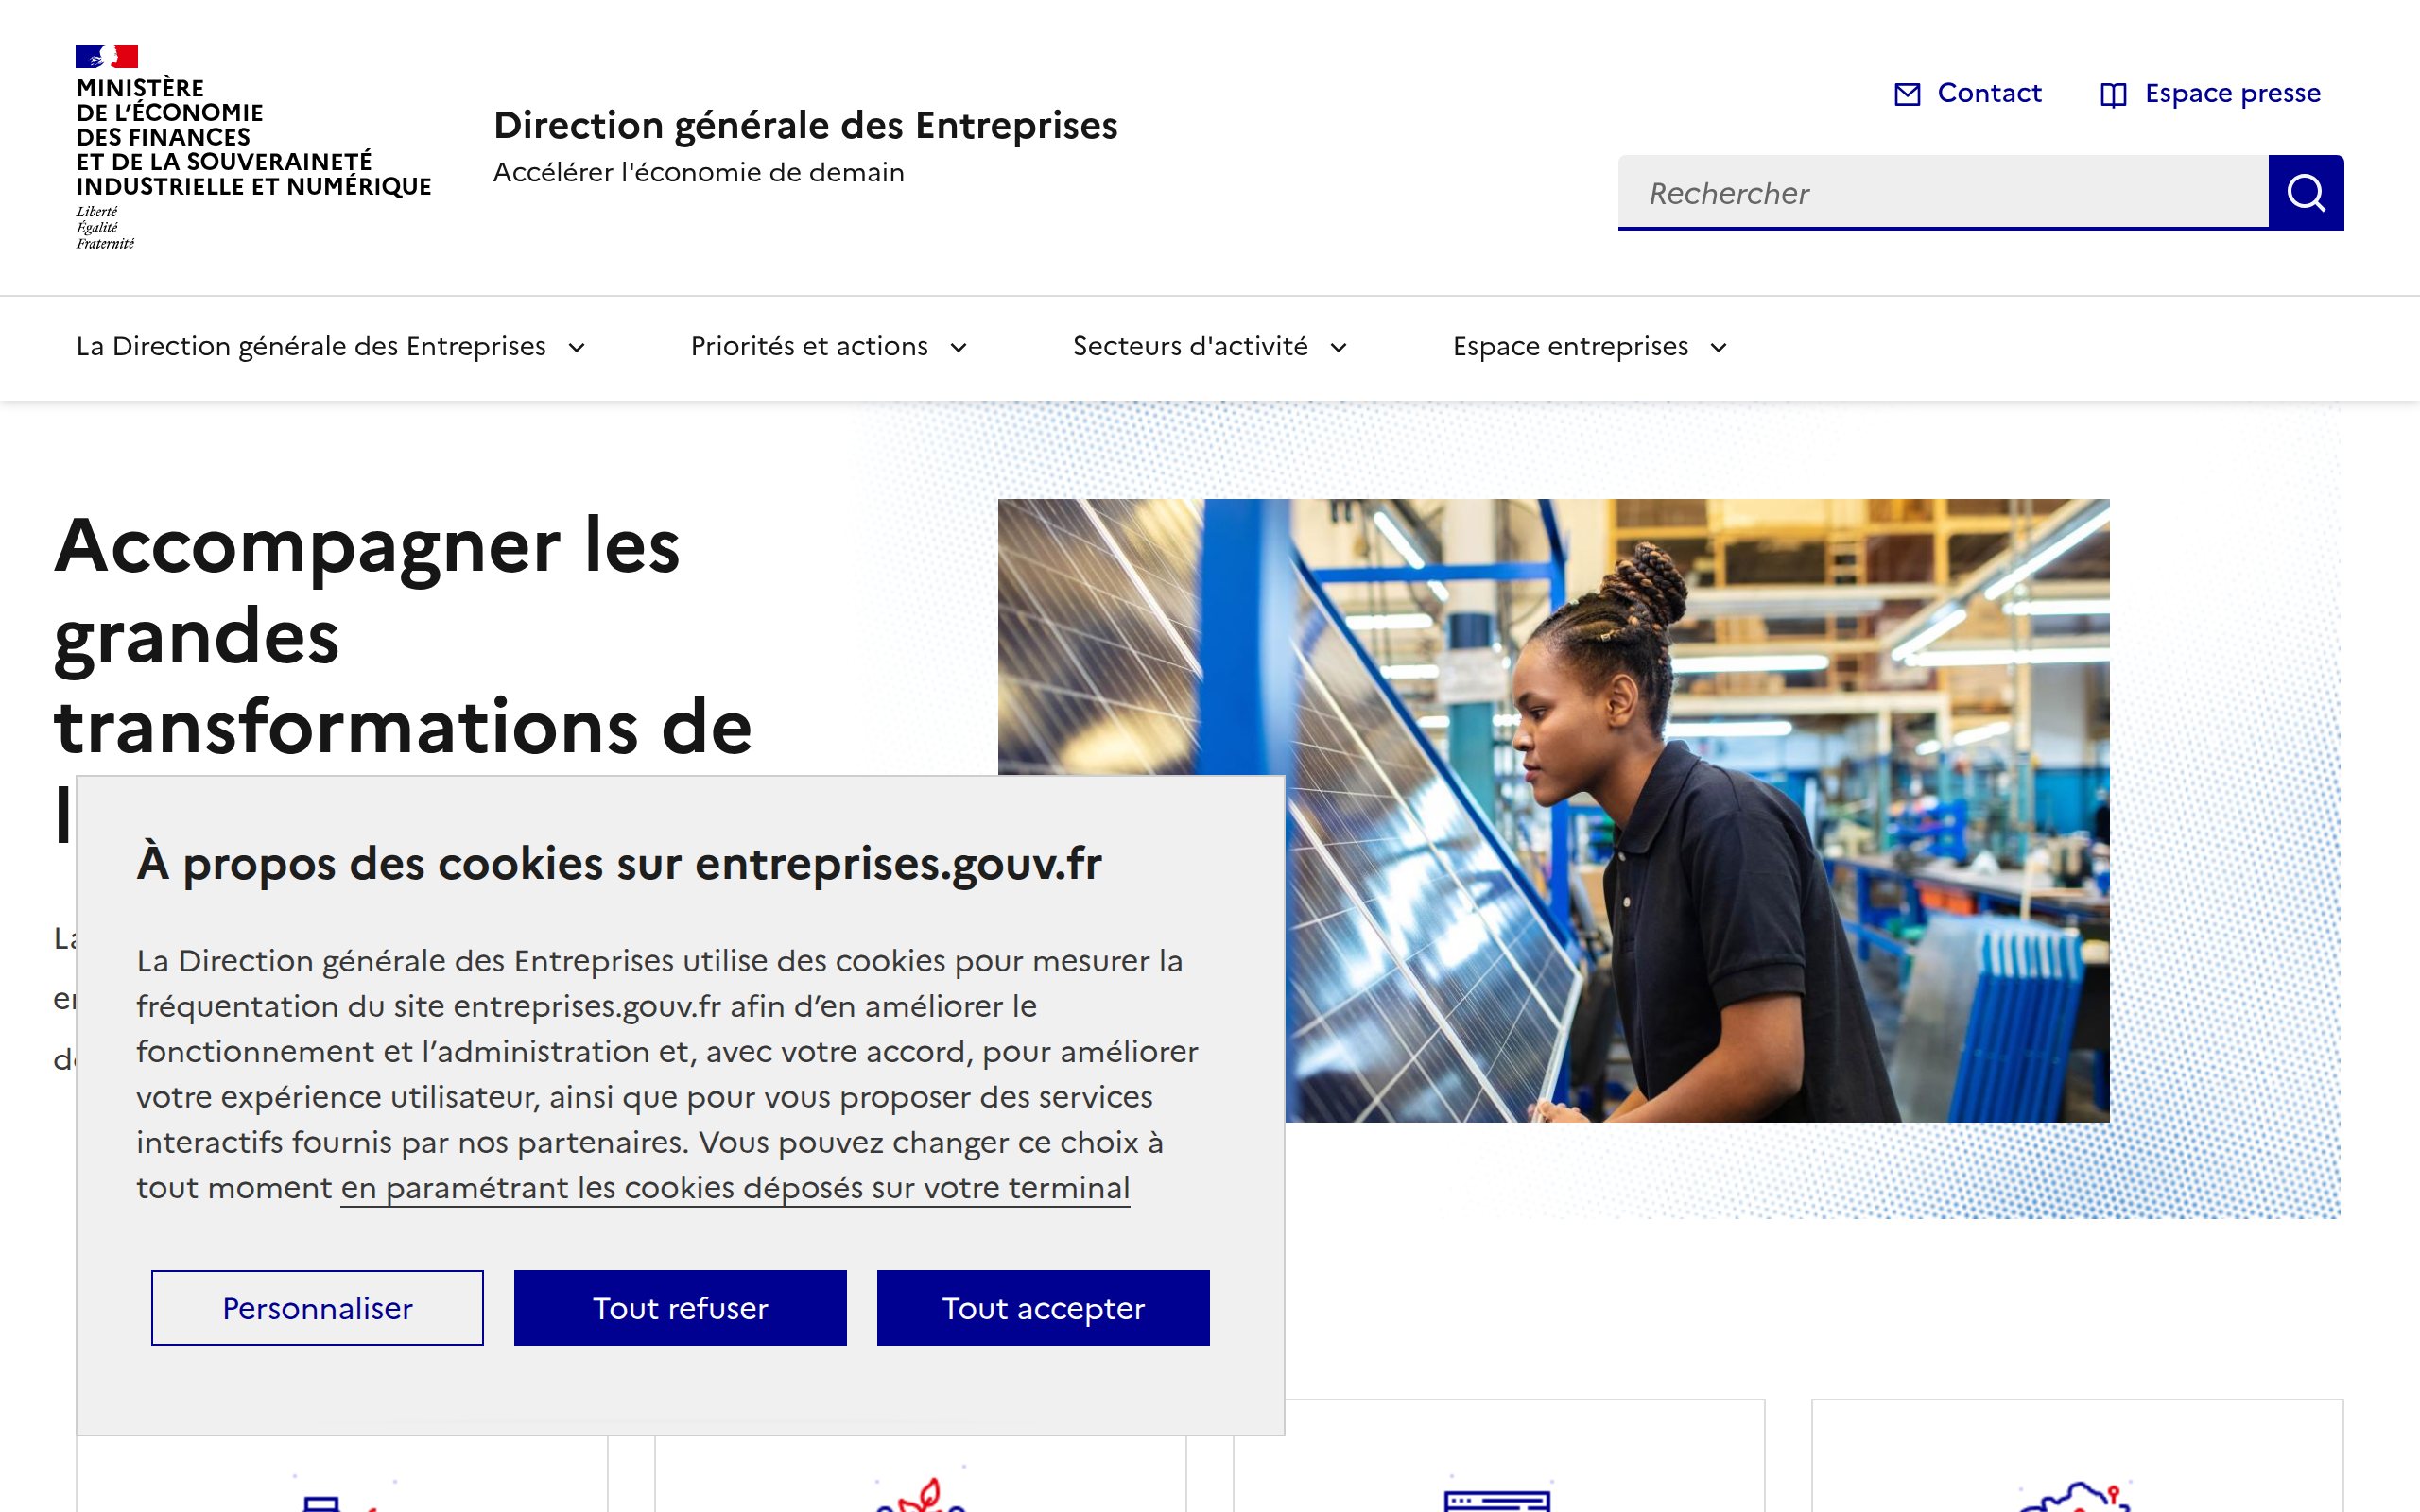 MINISTÈRE
DE L'ÉCONOMIE
DES FINANCES
ET DE LA SOUVERAINETÉ
INDUSTRIELLE ET NUMÉRIQUE
Liberté
Égalité
Fraternité
Direction générale des Entreprises
Accélérer l'économie de demain
Contact
Espace presse
Rechercher
La Direction générale des Entreprises
Priorités et actions
Secteurs d'activité
Espace entreprises
Accompagner les
grandes
transformations de
À propos des cookies sur entreprises.gouv.fr
La Direction générale des Entreprises utilise des cookies pour mesurer la
fréquentation du site entreprises.gouv.fr afin d’en améliorer le
fonctionnement et l’administration et, avec votre accord, pour améliorer
votre expérience utilisateur, ainsi que pour vous proposer des services
interactifs fournis par nos partenaires. Vous pouvez changer ce choix à
tout moment en paramétrant les cookies déposés sur votre terminal
Personnaliser
Tout refuser
Tout accepter